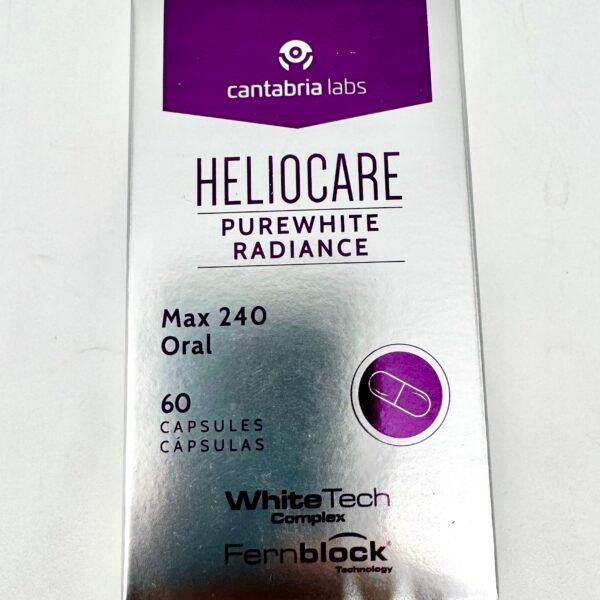 cantabria labs
HELIOCARE
PUREWHITE
RADIANCE
Max 240
Oral
60
CAPSULES
CÁPSULAS
WhiteTech
Complex
Fernblock®
Technology